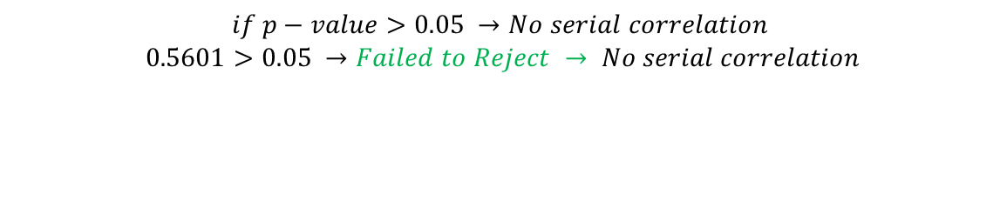 if p − value > 0.05 → No serial correlation
0.5601 > 0.05 → Failed to Reject → No serial correlation